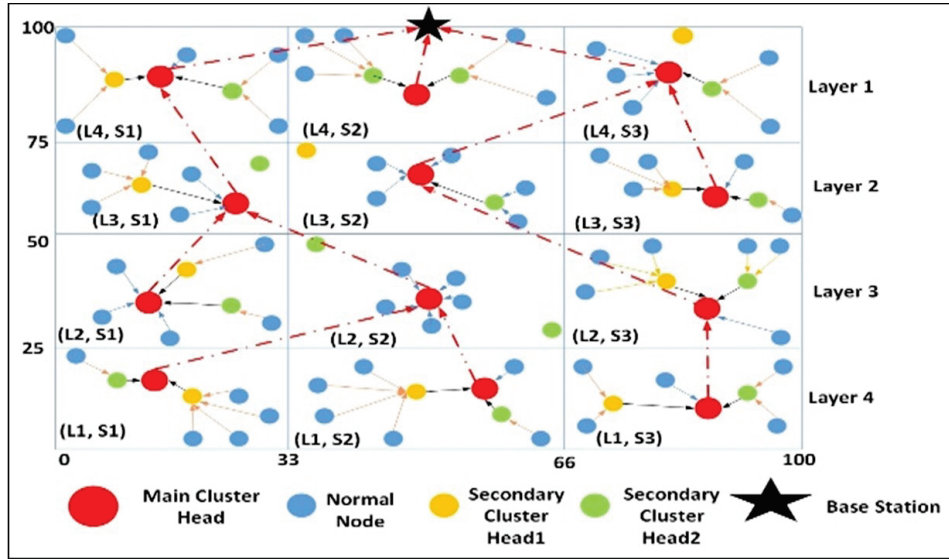 100
Layer 1
(L4, S1)
(L4, S2)
(L4, S3)
75
Layer 2
(L3, S1)
(L3, S2)
(L3, S3)
50
Layer 3
(L2, S1)
(L2, S2)
(L2, S3)
25
Layer 4
(L1, S1)
(L1, S2)
(L1, S3)
0 33 66 100
Main Cluster
Head
Normal
Node
Secondary
Cluster
Head1
Secondary
Cluster
Head2
Base Station